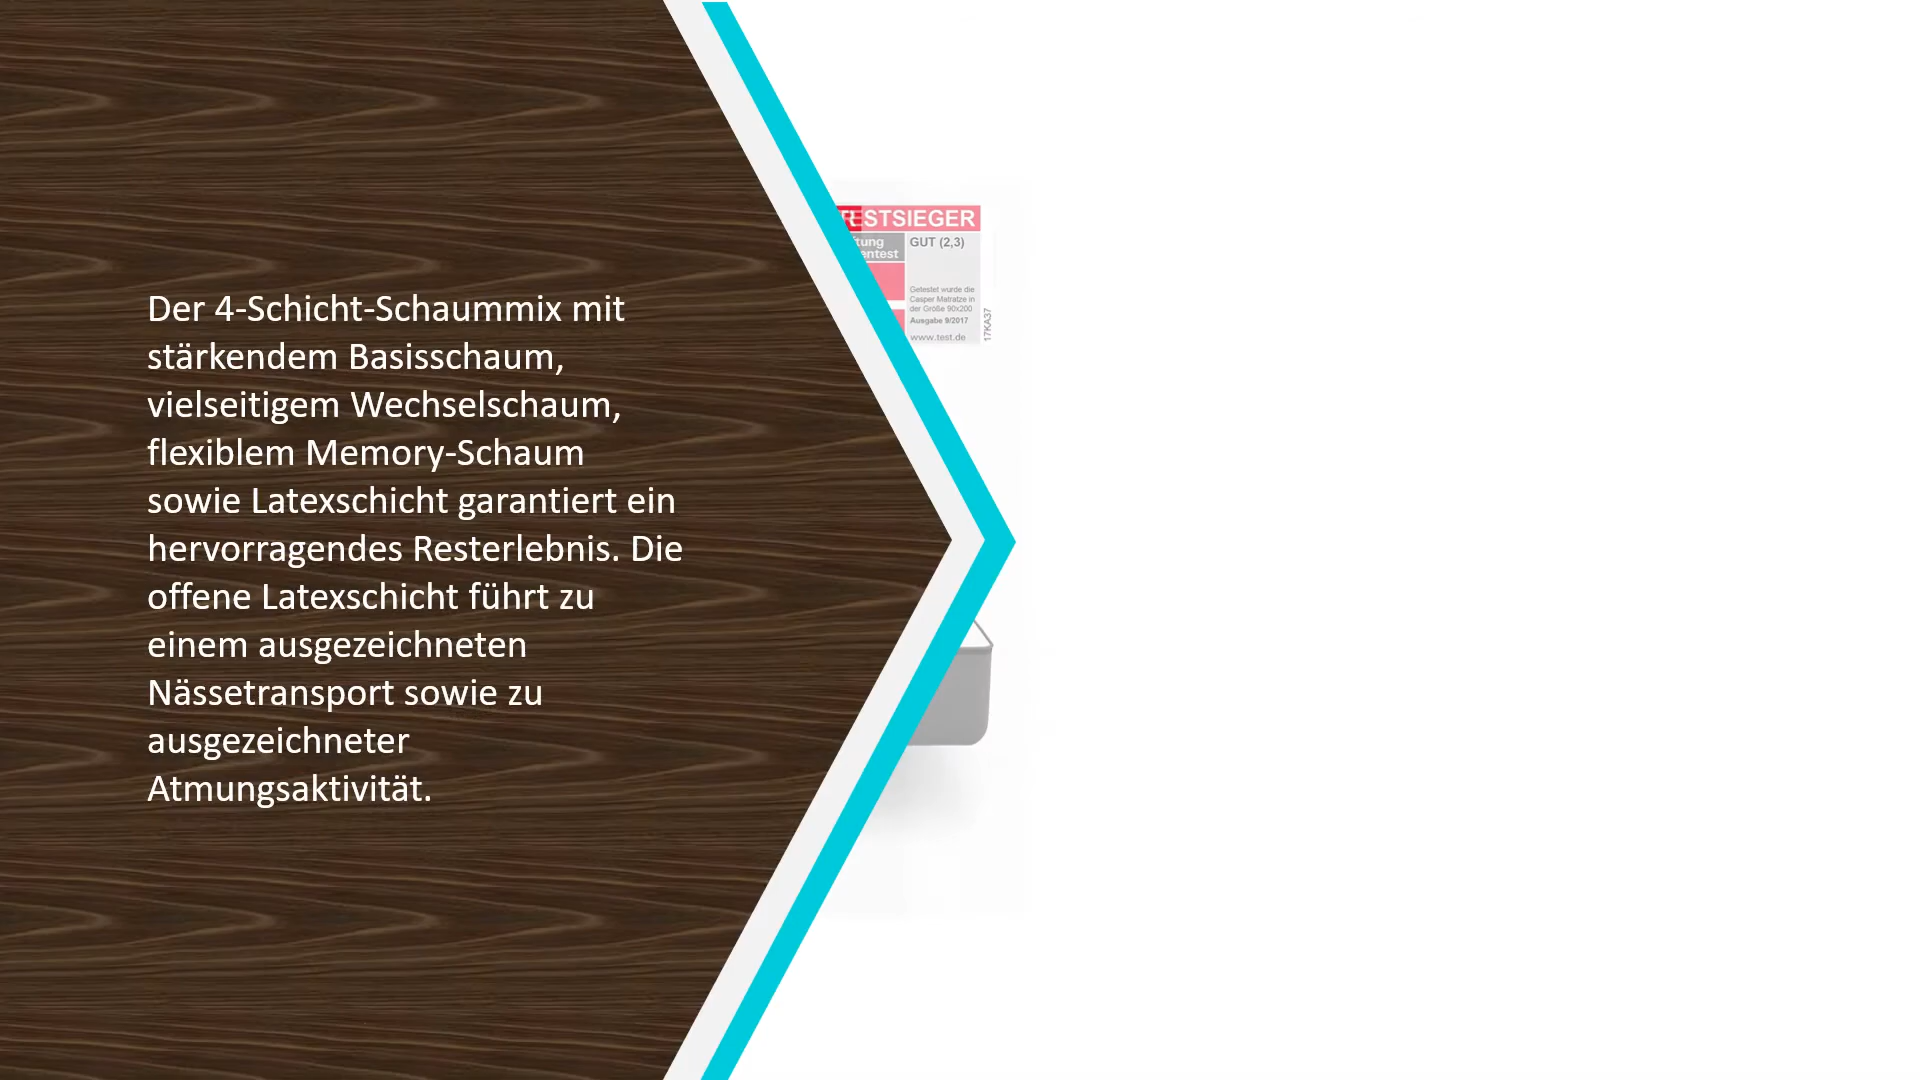 Der 4-Schicht-Schaummix mit
stärkendem Basisschaum,
vielseitigem Wechselschaum,
flexiblem Memory-Schaum
sowie Latexschicht garantiert ein
hervorragendes Resterlebnis. Die
offene Latexschicht führt zu
einem ausgezeichneten
Nässetransport sowie zu
ausgezeichneter
Atmungsaktivität.
TESTSIEGER
GUT (2,3)
Getestet wurde die
Casper Matratze in
der Größe 90x200
Ausgabe 9/2017
www.test.de
17KA37